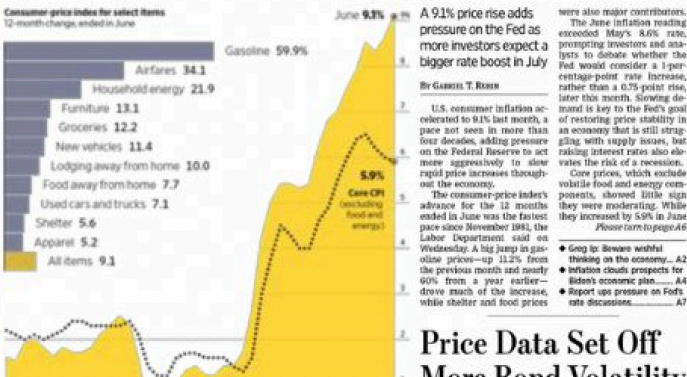 Consumer-price index for select items
12-month change, ended in June
Gasoline 59.9%
Airfares 34.1
Household energy 21.9
Furniture 13.1
Groceries 12.2
New vehicles 11.4
Lodging away from home 10.0
Food away from home 7.7
Used cars and trucks 7.1
Shelter 5.6
Apparel 5.2
All items 9.1
June 9.1%
8
7
5.9%
Core CPI
(excluding
food and
energy)
5
4
3
2
A 9.1% price rise adds
pressure on the Fed as
more investors expect a
bigger rate boost in July
BY GABRIEL T. RUBIN
U.S. consumer inflation ac-
celerated to 9.1% last month, a
pace not seen in more than
four decades, adding pressure
on the Federal Reserve to act
more aggressively to slow
rapid price increases through-
out the economy.
The consumer-price index's
advance for the 12 months
ended in June was the fastest
pace since November 1981, the
Labor Department said on
Wednesday. A big jump in gas-
oline prices—up 11.2% from
the previous month and nearly
60% from a year earlier—
drove much of the increase,
while shelter and food prices
were also major contributors.
The June inflation reading
exceeded May's 8.6% rate,
prompting investors and ana-
lysts to debate whether the
Fed would consider a 1-per-
centage-point rate increase,
rather than a 0.75-point rise,
later this month. Slowing de-
mand is key to the Fed's goal
of restoring price stability in
an economy that is still strug-
gling with supply issues, but
raising interest rates also ele-
vates the risk of a recession.
Core prices, which exclude
volatile food and energy com-
ponents, showed little sign
they were moderating. While
they increased by 5.9% in June
Please turn to page A6
◆ Greg Ip: Beware wishful
thinking on the economy... A2
◆ Inflation clouds prospects for
Biden's economic plan....... A4
◆ Report ups pressure on Fed's
rate discussions................ A7
Price Data Set Off
More Bond Volatility